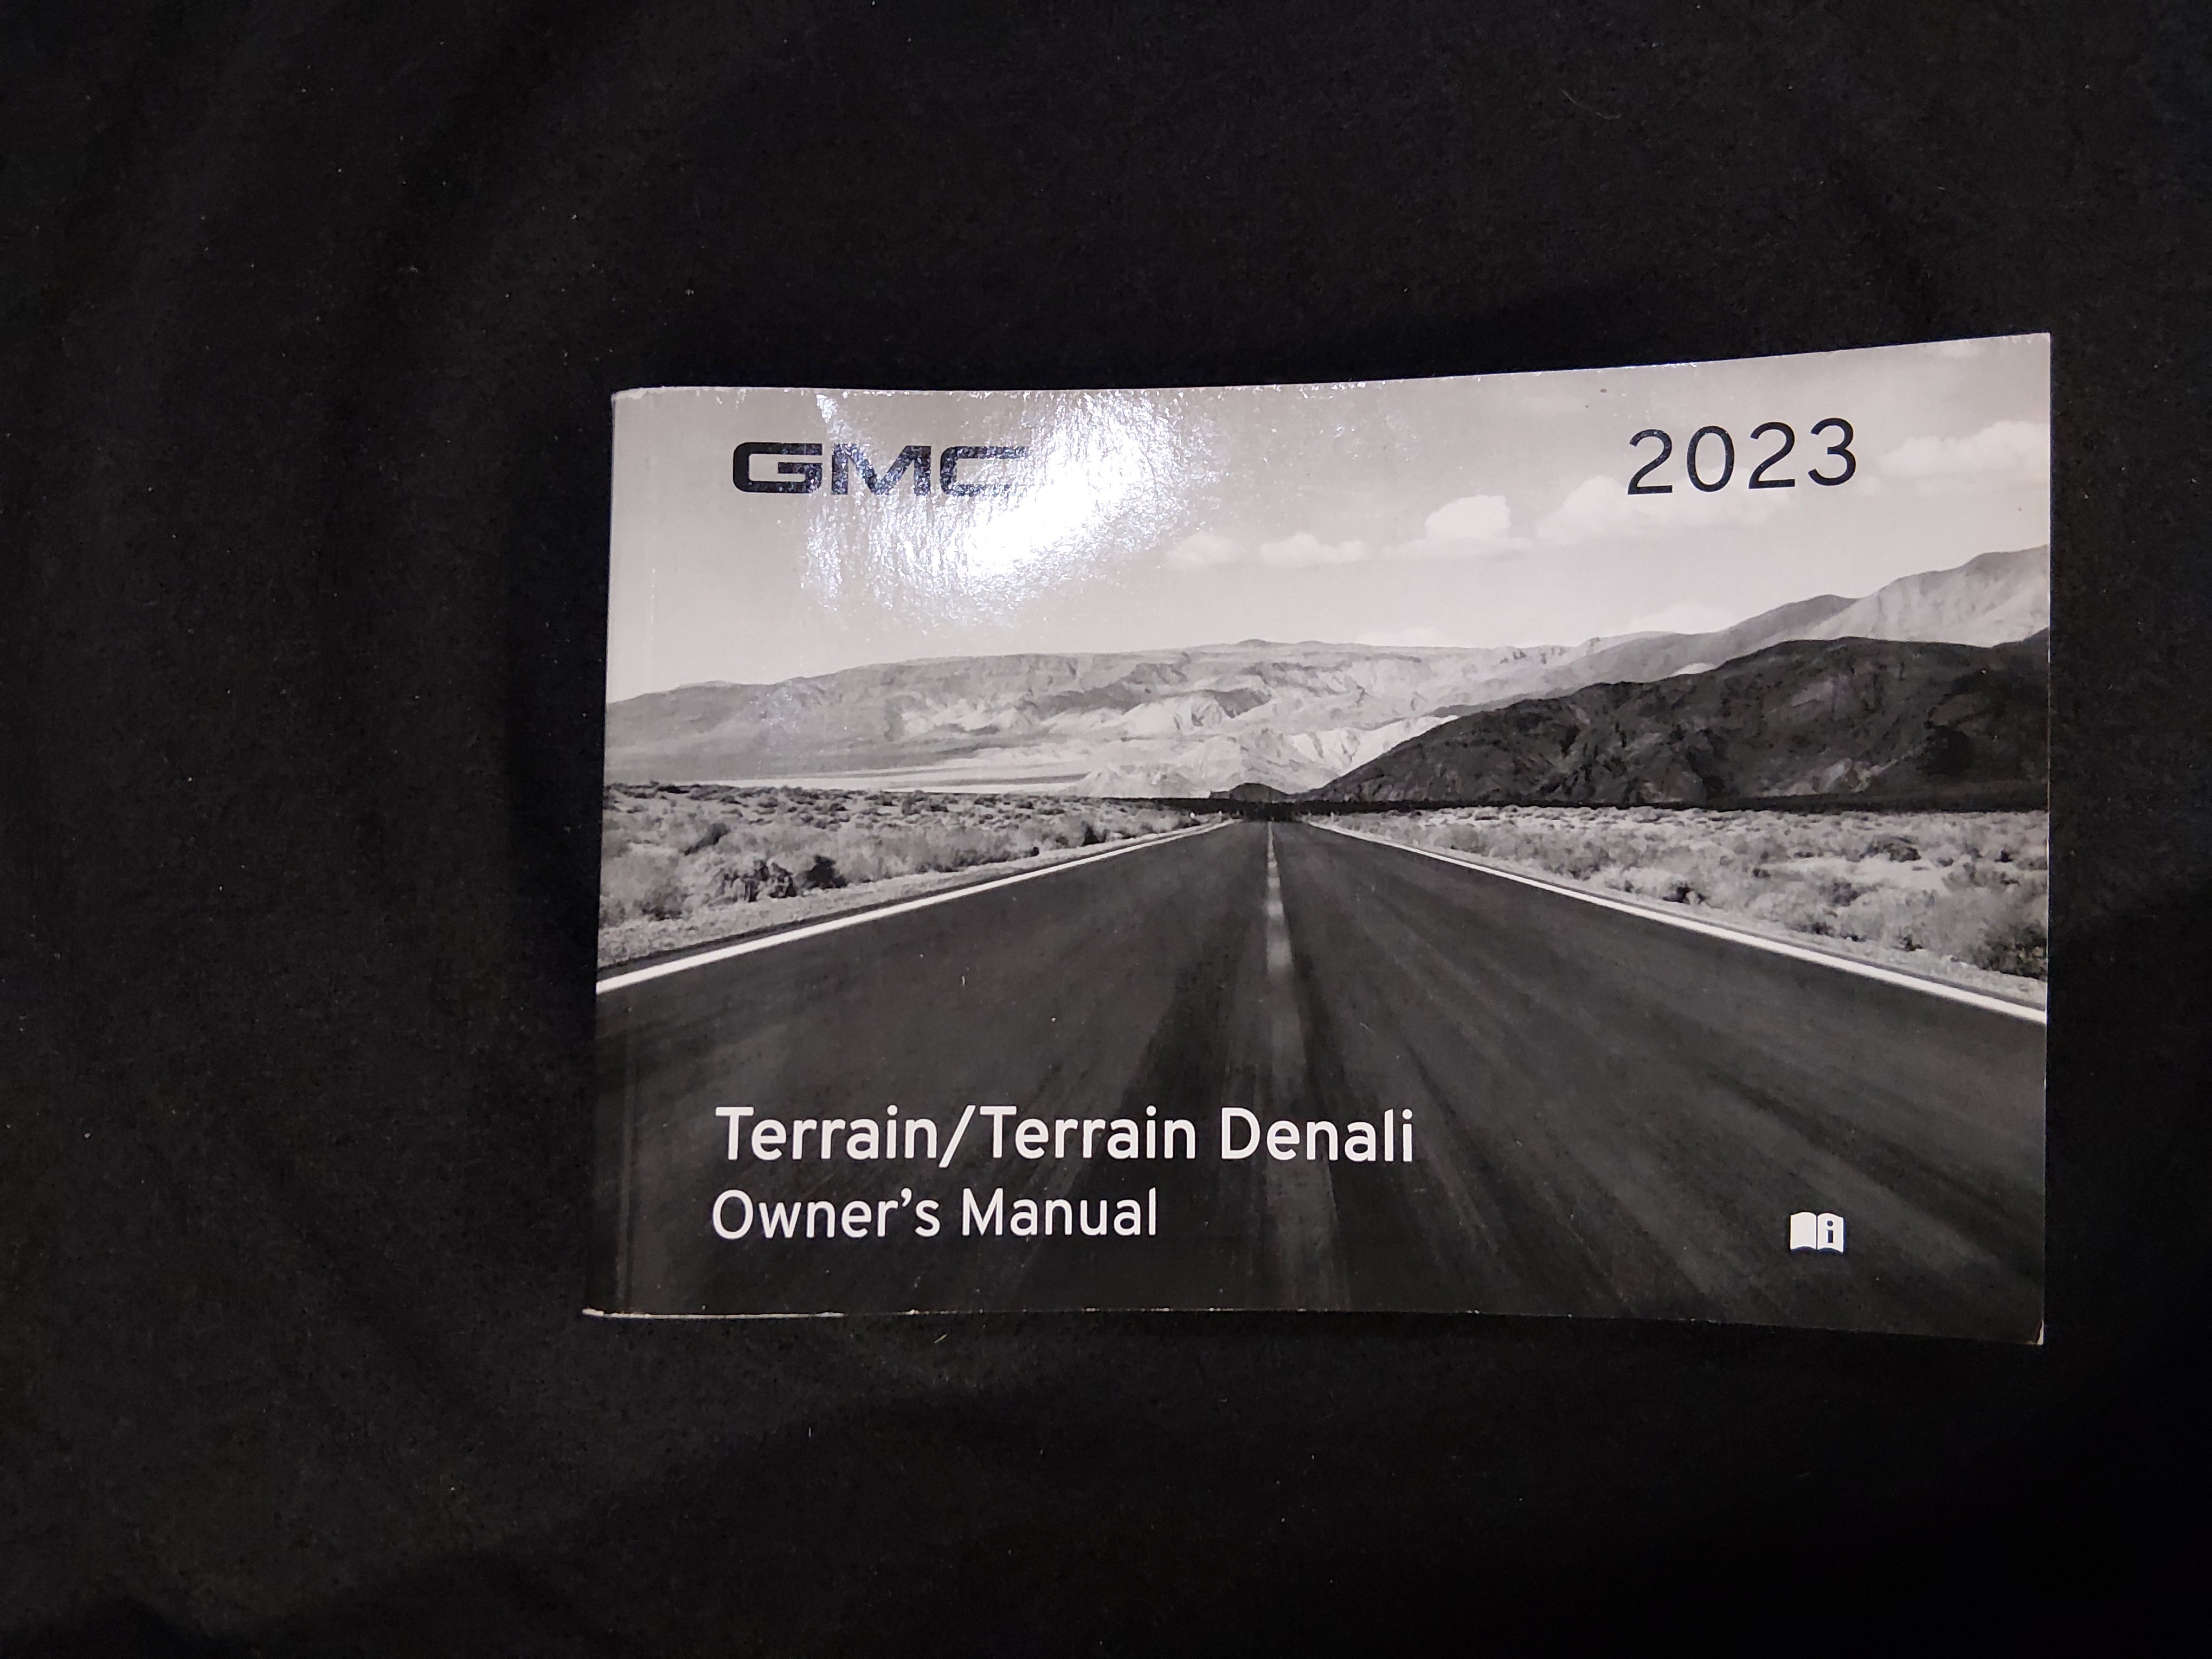 GMC
2023
Terrain/Terrain Denali
Owner's Manual
i